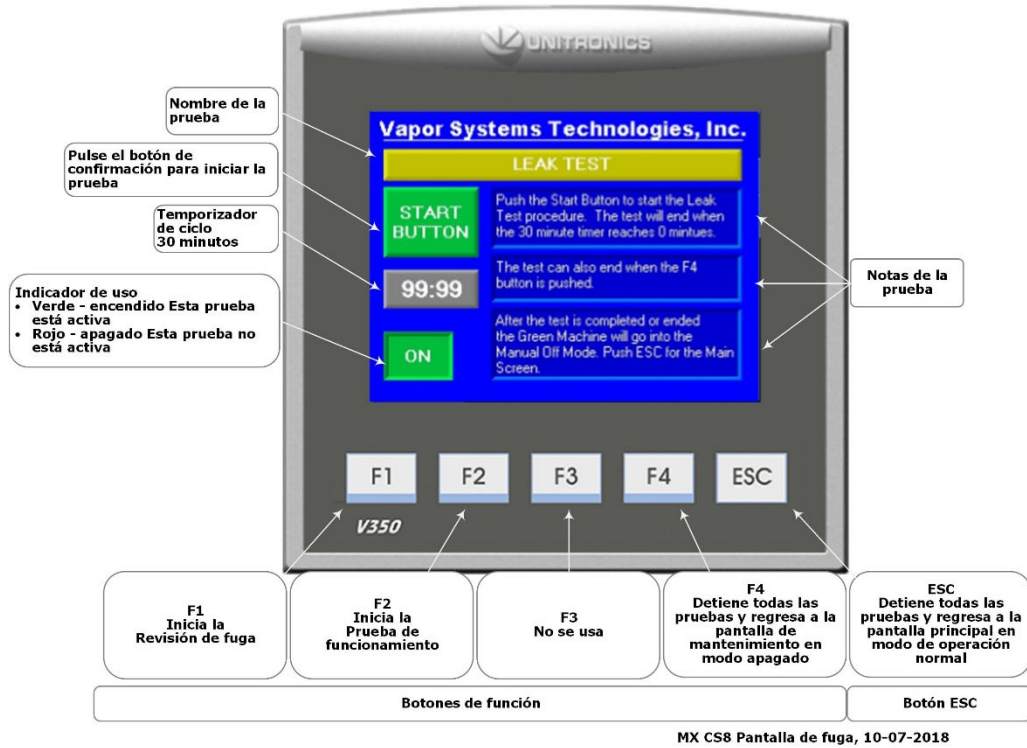 UNITRONICS
Nombre de la
prueba
Pulse el botón de
confirmación para iniciar la
prueba
Temporizador
de ciclo
30 minutos
Indicador de uso
• Verde - encendido Esta prueba
está activa
• Rojo - apagado Esta prueba no
está activa
Vapor Systems Technologies, Inc.
LEAK TEST
START
BUTTON
Push the Start Button to start the Leak
Test procedure. The test will end when
the 30 minute timer reaches 0 mintues.
99:99
The test can also end when the F4
button is pushed.
ON
After the test is completed or ended
the Green Machine will go into the
Manual Off Mode. Push ESC for the Main
Screen.
Notas de la
prueba
F1
F2
F3
F4
ESC
V350
F1
Inicia la
Revisión de fuga
F2
Inicia la
Prueba de
funcionamiento
F3
No se usa
F4
Detiene todas las
pruebas y regresa a la
pantalla de
mantenimiento en
modo apagado
ESC
Detiene todas las
pruebas y regresa a la
pantalla principal en
modo de operación
normal
Botones de función
Botón ESC
MX CS8 Pantalla de fuga, 10-07-2018